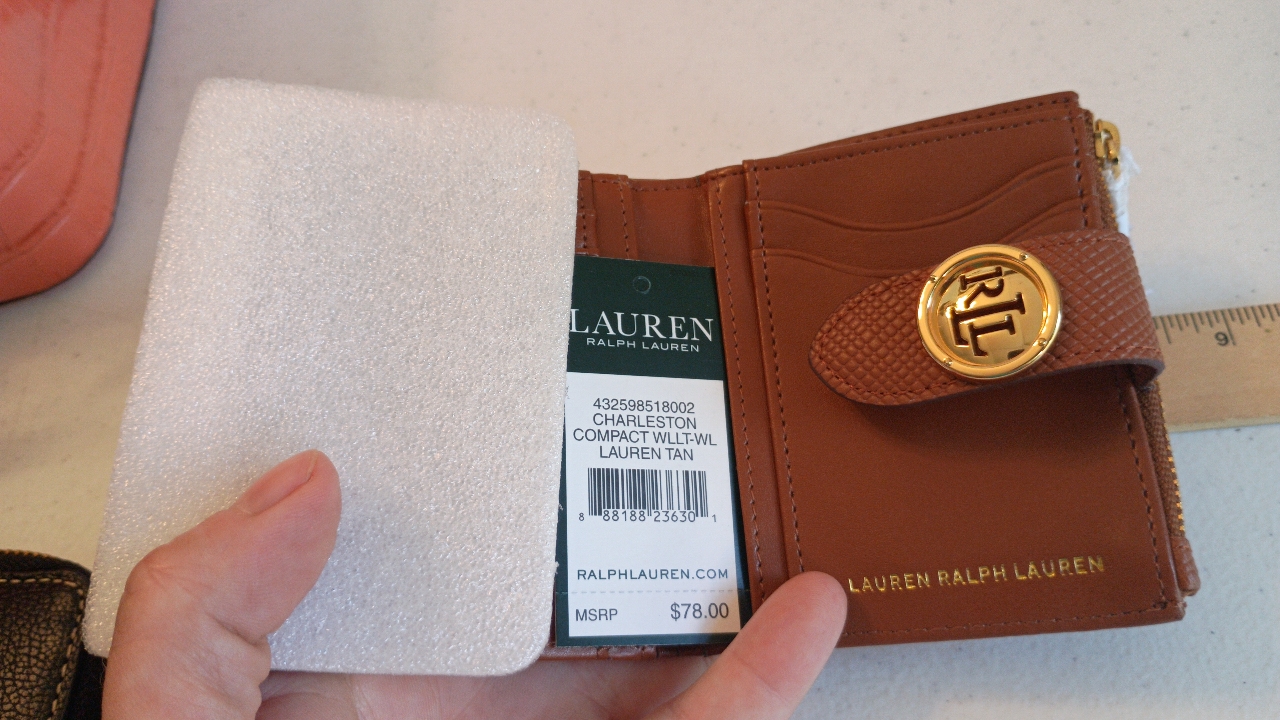 LAUREN
RALPH LAUREN
432598518002
CHARLESTON
COMPACT WLLT-WL
LAUREN TAN
8 88188 23630 1
RALPHLAUREN.COM
MSRP $78.00
RLL
LAUREN RALPH LAUREN
9